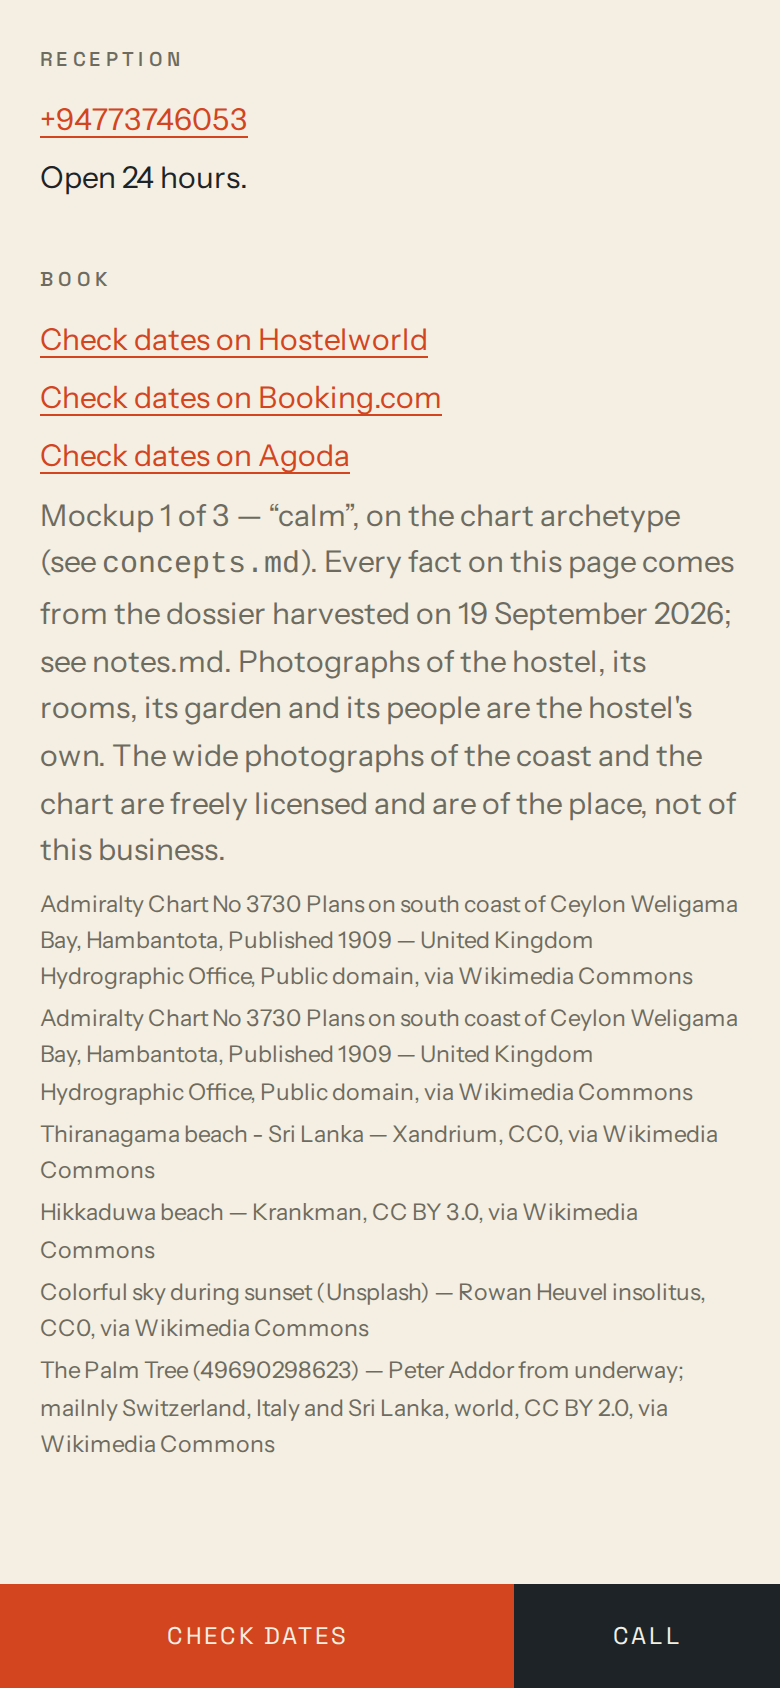 RECEPTION
+94773746053
Open 24 hours.
BOOK
Check dates on Hostelworld
Check dates on Booking.com
Check dates on Agoda
Mockup 1 of 3 — “calm”, on the chart archetype
(see concepts.md). Every fact on this page comes
from the dossier harvested on 19 September 2026;
see notes.md. Photographs of the hostel, its
rooms, its garden and its people are the hostel's
own. The wide photographs of the coast and the
chart are freely licensed and are of the place, not of
this business.
Admiralty Chart No 3730 Plans on south coast of Ceylon Weligama
Bay, Hambantota, Published 1909 — United Kingdom
Hydrographic Office, Public domain, via Wikimedia Commons
Admiralty Chart No 3730 Plans on south coast of Ceylon Weligama
Bay, Hambantota, Published 1909 — United Kingdom
Hydrographic Office, Public domain, via Wikimedia Commons
Thiranagama beach - Sri Lanka — Xandrium, CC0, via Wikimedia
Commons
Hikkaduwa beach — Krankman, CC BY 3.0, via Wikimedia
Commons
Colorful sky during sunset (Unsplash) — Rowan Heuvel insolitus,
CC0, via Wikimedia Commons
The Palm Tree (49690298623) — Peter Addor from underway;
mailnly Switzerland, Italy and Sri Lanka, world, CC BY 2.0, via
Wikimedia Commons
CHECK DATES
CALL